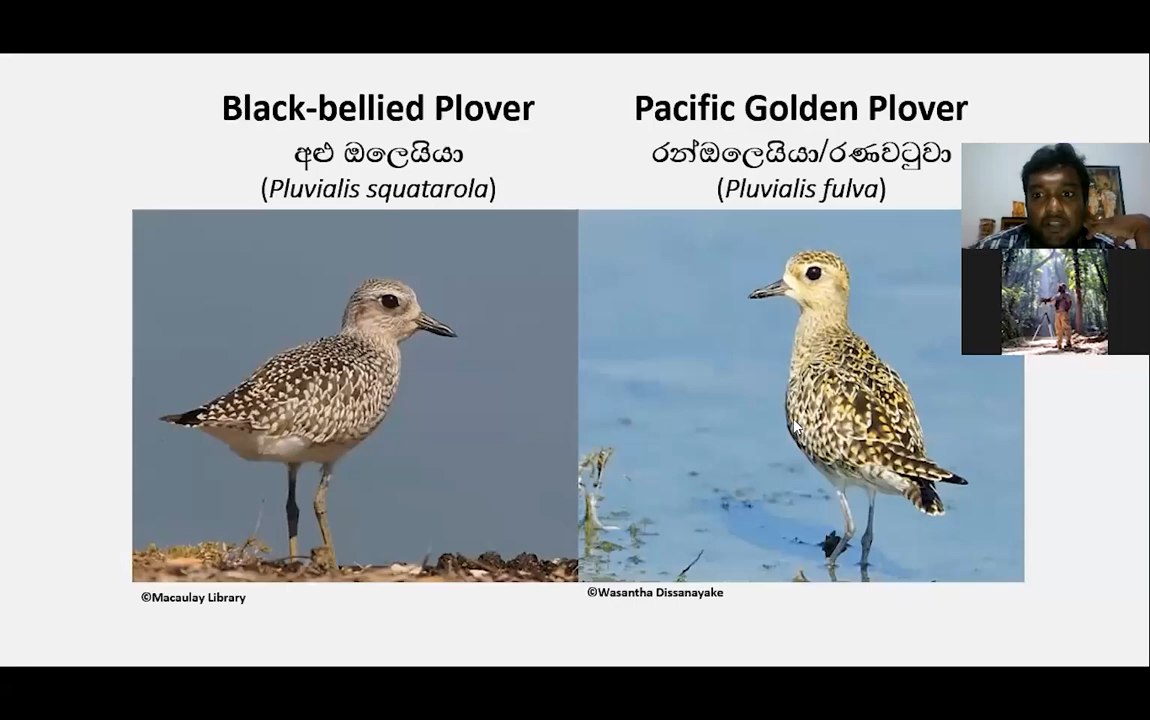 Black-bellied Plover
අළු ඔලෙයියා
(Pluvialis squatarola)
Pacific Golden Plover
රන්ඔලෙයියා/රණවටුවා
(Pluvialis fulva)
©Macaulay Library
©Wasantha Dissanayake